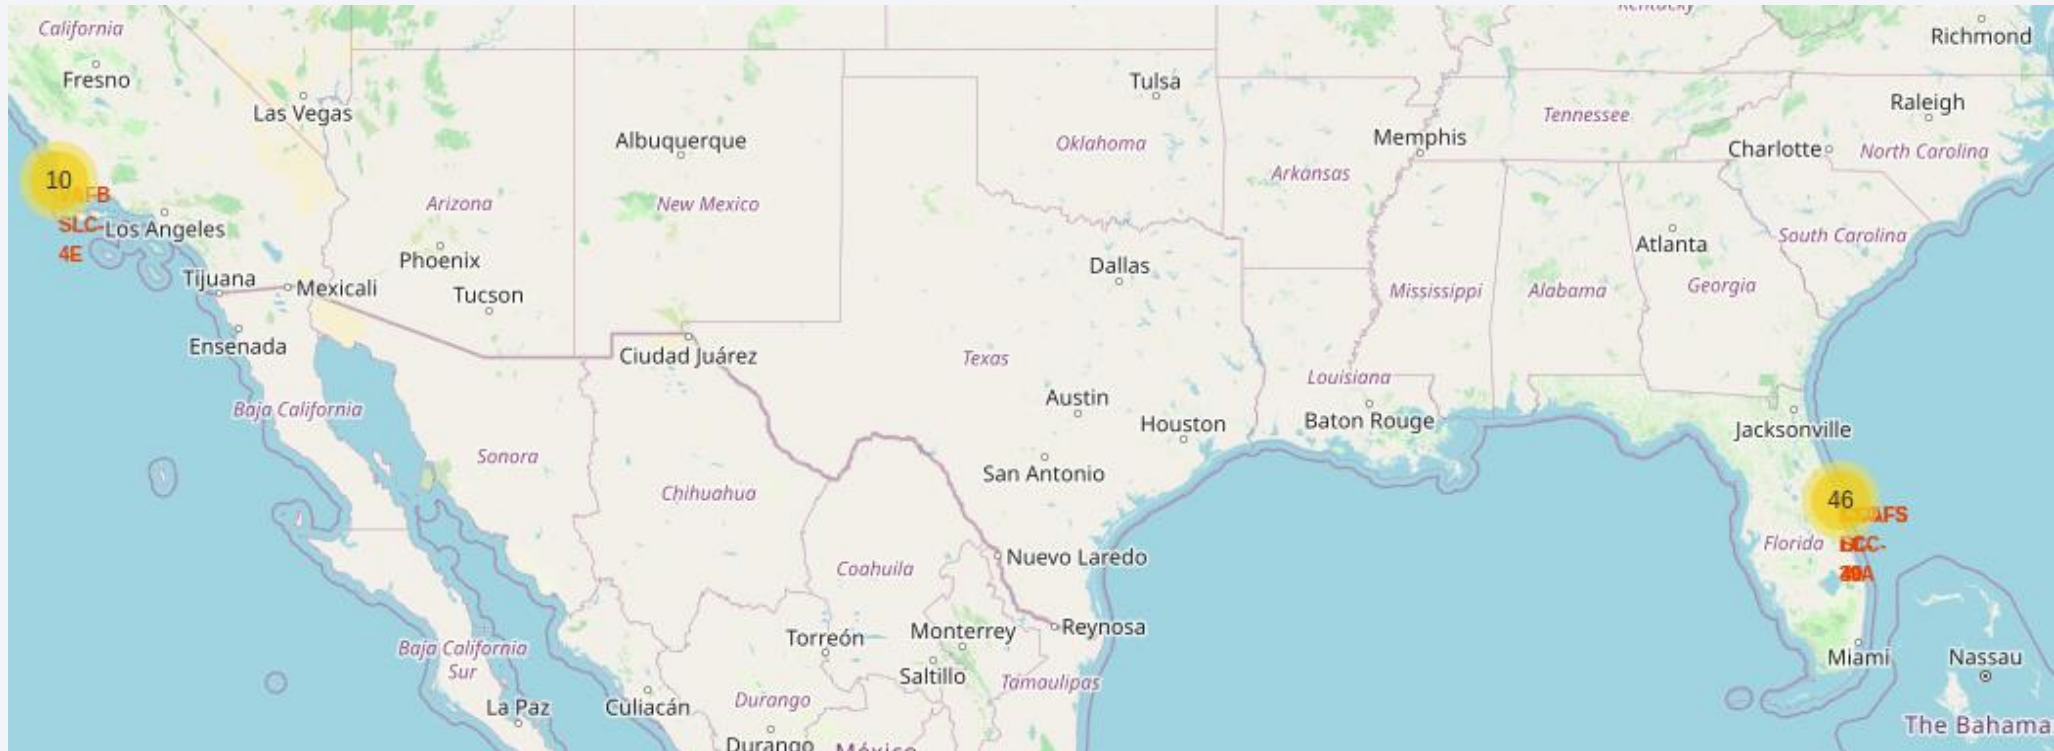 California
Kentucky
Richmond
Fresno
Tulsa
Las Vegas
Raleigh
Tennessee
Albuquerque
Oklahoma
Memphis
Charlotte
North Carolina
10
Arkansas
SLC-
4E
Los Angeles
Arizona
New Mexico
Atlanta
South Carolina
Phoenix
Dallas
Tijuana
Mexicali
Tucson
Mississippi
Alabama
Georgia
Ensenada
Ciudad Juárez
Texas
Louisiana
Baja California
Austin
Houston
Baton Rouge
Jacksonville
Sonora
San Antonio
Chihuahua
46
Florida
Nuevo Laredo
Coahuila
Torreón
Monterrey
Reynosa
Baja California
Sur
Saltillo
Tamaulipas
Miami
Nassau
La Paz
Culiacán
Durango
The Bahama
Durango
México